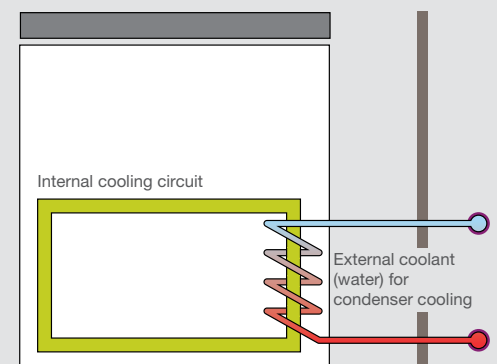 Internal cooling circuit
External coolant
(water) for
condenser cooling